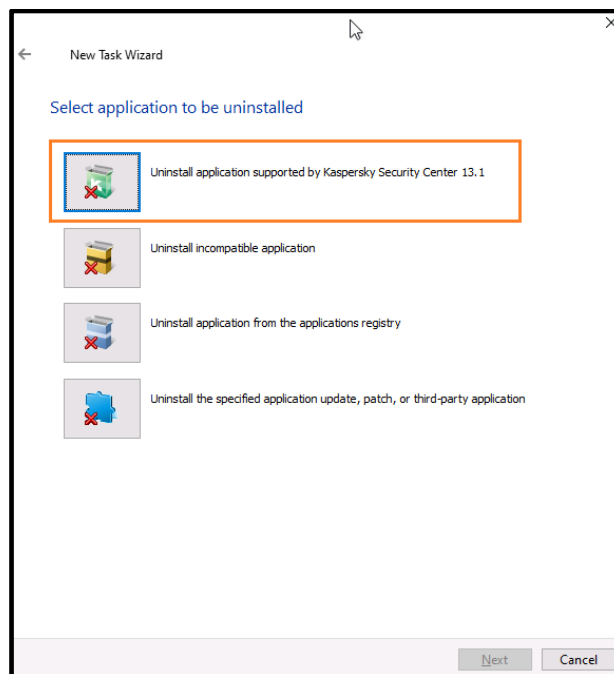 New Task Wizard
Select application to be uninstalled
Uninstall application supported by Kaspersky Security Center 13.1
Uninstall incompatible application
Uninstall application from the applications registry
Uninstall the specified application update, patch, or third-party application
Next
Cancel